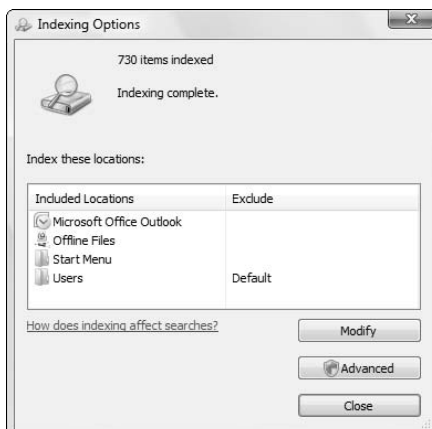 Indexing Options
730 items indexed
Indexing complete.
Index these locations:
Included Locations Exclude
Microsoft Office Outlook
Offline Files
Start Menu
Users Default
How does indexing affect searches?
Modify
Advanced
Close